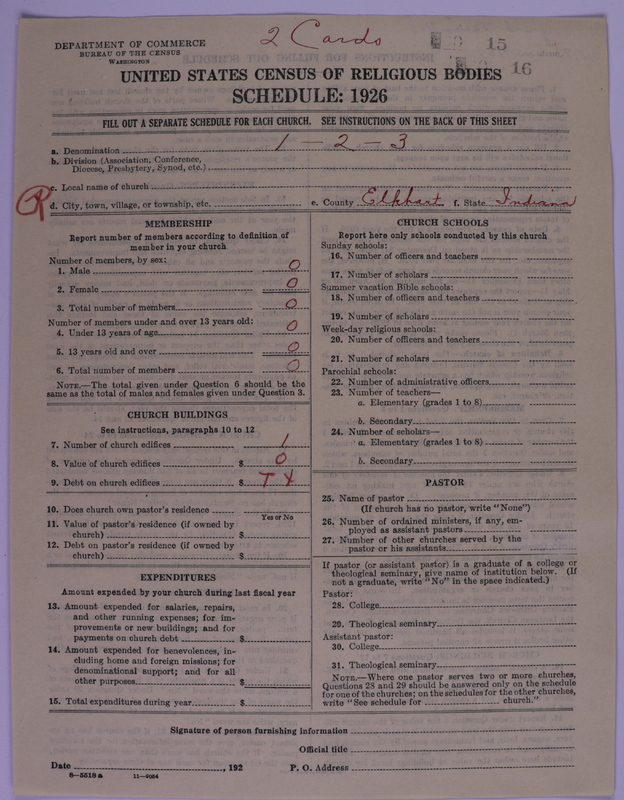 2 Cards
15
16
DEPARTMENT OF COMMERCE
BUREAU OF THE CENSUS
WASHINGTON
UNITED STATES CENSUS OF RELIGIOUS BODIES
SCHEDULE: 1926
FILL OUT A SEPARATE SCHEDULE FOR EACH CHURCH. SEE INSTRUCTIONS ON THE BACK OF THIS SHEET
a. Denomination 1 - 2 - 3
b. Division (Association, Conference,
Diocese, Presbytery, Synod, etc.)
c. Local name of church
R
d. City, town, village, or township, etc. e. County Elkhart f. State Indiana
MEMBERSHIP
Report number of members according to definition of
member in your church
Number of members, by sex:
1. Male 0
2. Female 0
3. Total number of members 0
Number of members under and over 13 years old:
4. Under 13 years of age 0
5. 13 years old and over 0
6. Total number of members 0
NOTE.—The total given under Question 6 should be the
same as the total of males and females given under Question 3.
CHURCH BUILDINGS
See instructions, paragraphs 10 to 12
7. Number of church edifices 1
8. Value of church edifices $ 0
9. Debt on church edifices $ T X
10. Does church own pastor's residence
Yes or No
11. Value of pastor's residence (if owned by
church) $
12. Debt on pastor's residence (if owned by
church) $
EXPENDITURES
Amount expended by your church during last fiscal year
13. Amount expended for salaries, repairs,
and other running expenses; for im-
provements or new buildings; and for
payments on church debt $
14. Amount expended for benevolences, in-
cluding home and foreign missions; for
denominational support; and for all
other purposes $
15. Total expenditures during year $
CHURCH SCHOOLS
Report here only schools conducted by this church
Sunday schools:
16. Number of officers and teachers
17. Number of scholars
Summer vacation Bible schools:
18. Number of officers and teachers
19. Number of scholars
Week-day religious schools:
20. Number of officers and teachers
21. Number of scholars
Parochial schools:
22. Number of administrative officers
23. Number of teachers—
a. Elementary (grades 1 to 8)
b. Secondary
24. Number of scholars—
a. Elementary (grades 1 to 8)
b. Secondary
PASTOR
25. Name of pastor
(If church has no pastor, write "None")
26. Number of ordained ministers, if any, em-
ployed as assistant pastors
27. Number of other churches served by the
pastor or his assistants
If pastor (or assistant pastor) is a graduate of a college or
theological seminary, give name of institution below. (If
not a graduate, write "No" in the space indicated.)
Pastor:
28. College
29. Theological seminary
Assistant pastor:
30. College
31. Theological seminary
NOTE.—Where one pastor serves two or more churches,
Questions 28 and 29 should be answered only on the schedule
for one of the churches; on the schedules for the other churches,
write "See schedule for church."
Signature of person furnishing information
Official title
Date , 192 P. O. Address
8—5518 a 11—9064